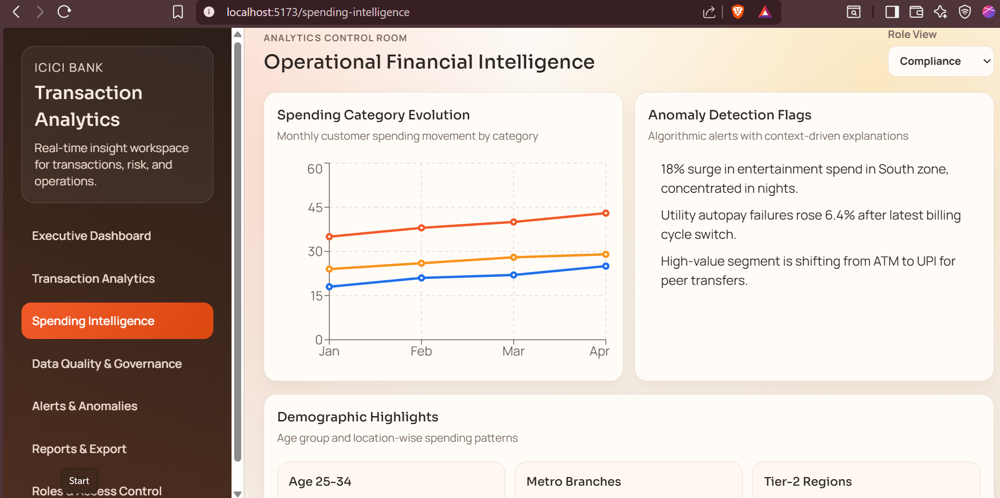 localhost:5173/spending-intelligence
ICICI BANK
Transaction
Analytics
Real-time insight workspace
for transactions, risk, and
operations.
Executive Dashboard
Transaction Analytics
Spending Intelligence
Data Quality & Governance
Alerts & Anomalies
Reports & Export
Start
Roles & Access Control
ANALYTICS CONTROL ROOM
Operational Financial Intelligence
Role View
Compliance
Spending Category Evolution
Monthly customer spending movement by category
60
45
30
15
0
Jan Feb Mar Apr
Anomaly Detection Flags
Algorithmic alerts with context-driven explanations
18% surge in entertainment spend in South zone,
concentrated in nights.
Utility autopay failures rose 6.4% after latest billing
cycle switch.
High-value segment is shifting from ATM to UPI for
peer transfers.
Demographic Highlights
Age group and location-wise spending patterns
Age 25-34
Metro Branches
Tier-2 Regions